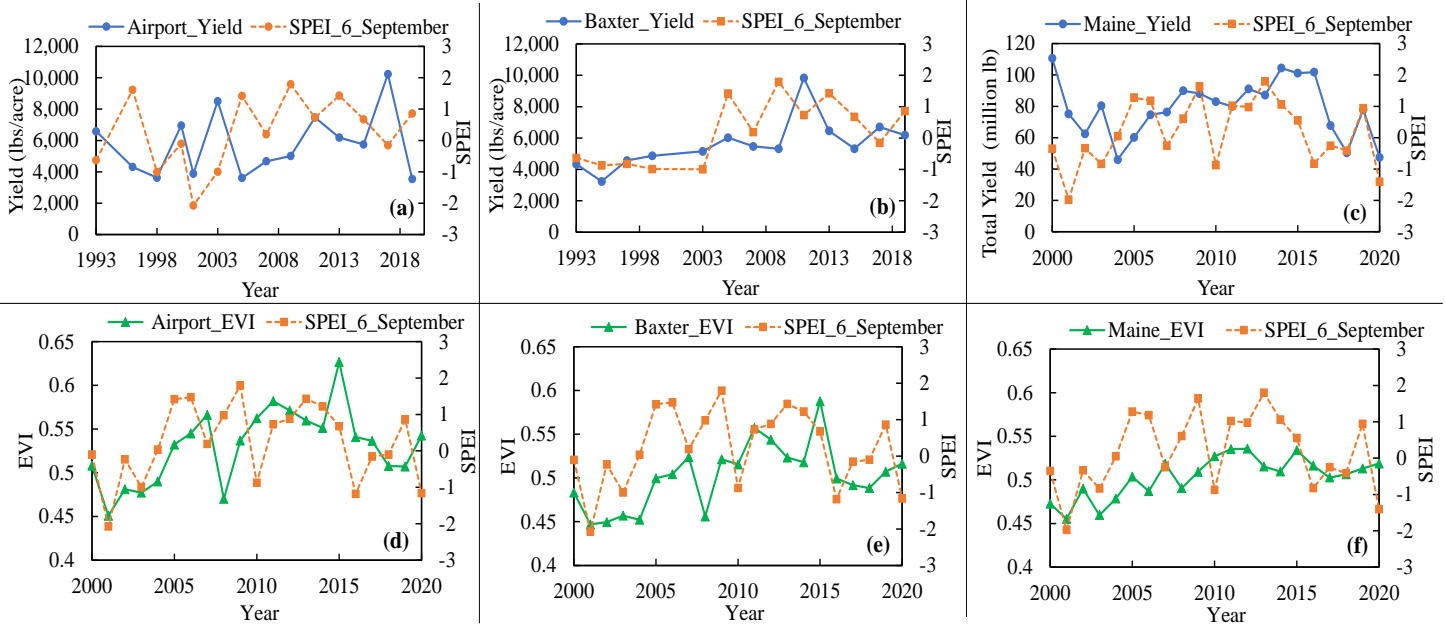 Airport_Yield SPEI_6_September
12,000
10,000
8,000
6,000
4,000
2,000
0
3
2
1
0
-1
-2
-3
Yield (lbs/acre)
SPEI
(a)
1993 1998 2003 2008 2013 2018
Year
Baxter_Yield SPEI_6_September
12,000
10,000
8,000
6,000
4,000
2,000
0
3
2
1
0
-1
-2
-3
Yield (lbs/acre)
SPEI
(b)
1993 1998 2003 2008 2013 2018
Year
Maine_Yield SPEI_6_September
120
100
80
60
40
20
0
3
2
1
0
-1
-2
-3
Total Yield (million lb)
SPEI
(c)
2000 2005 2010 2015 2020
Year
Airport_EVI SPEI_6_September
0.65
0.6
0.55
0.5
0.45
0.4
3
2
1
0
-1
-2
-3
EVI
SPEI
(d)
2000 2005 2010 2015 2020
Year
Baxter_EVI SPEI_6_September
0.65
0.6
0.55
0.5
0.45
0.4
3
2
1
0
-1
-2
-3
EVI
SPEI
(e)
2000 2005 2010 2015 2020
Year
Maine_EVI SPEI_6_September
0.65
0.6
0.55
0.5
0.45
0.4
3
2
1
0
-1
-2
-3
EVI
SPEI
(f)
2000 2005 2010 2015 2020
Year